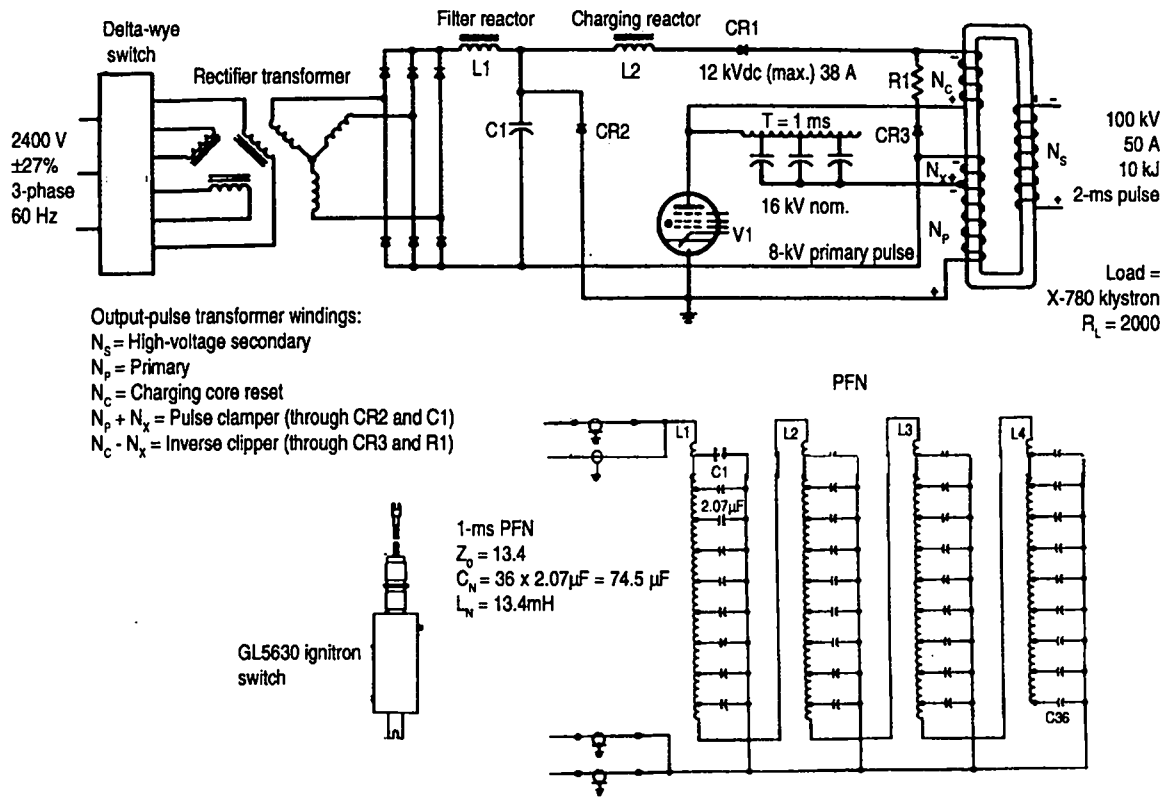 Delta-wye
switch
Rectifier transformer
Filter reactor
L1
Charging reactor
L2
CR1
12 kVdc (max.) 38 A
R1
N_c
2400 V
±27%
3-phase
60 Hz
C1
CR2
T = 1 ms
CR3
N_x
16 kV nom.
V1
8-kV primary pulse
N_p
N_s
100 kV
50 A
10 kJ
2-ms pulse
Load =
X-780 klystron
R_L = 2000
Output-pulse transformer windings:
N_s = High-voltage secondary
N_p = Primary
N_c = Charging core reset
N_p + N_x = Pulse clamper (through CR2 and C1)
N_c - N_x = Inverse clipper (through CR3 and R1)
PFN
L1
L2
L3
L4
C1
2.07µF
C36
1-ms PFN
Z_0 = 13.4
C_N = 36 x 2.07µF = 74.5 µF
L_N = 13.4mH
GL5630 ignitron
switch